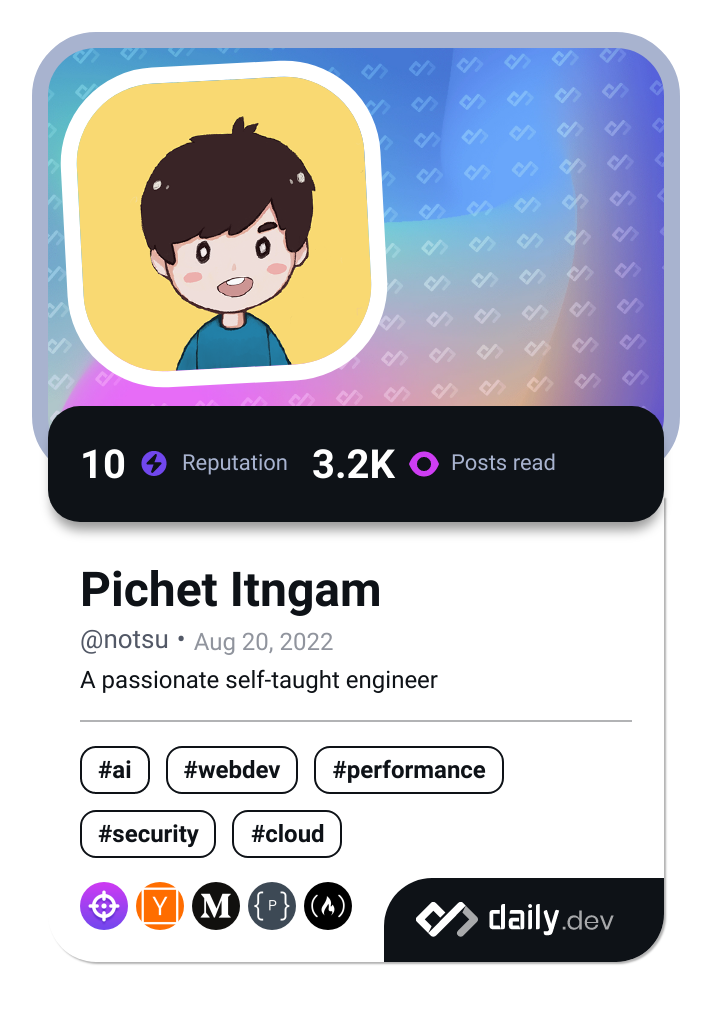 10 Reputation 3.2K Posts read
Pichet Itngam
@notsu • Aug 20, 2022
A passionate self-taught engineer
#ai #webdev #performance
#security #cloud
Y M {P}
daily.dev